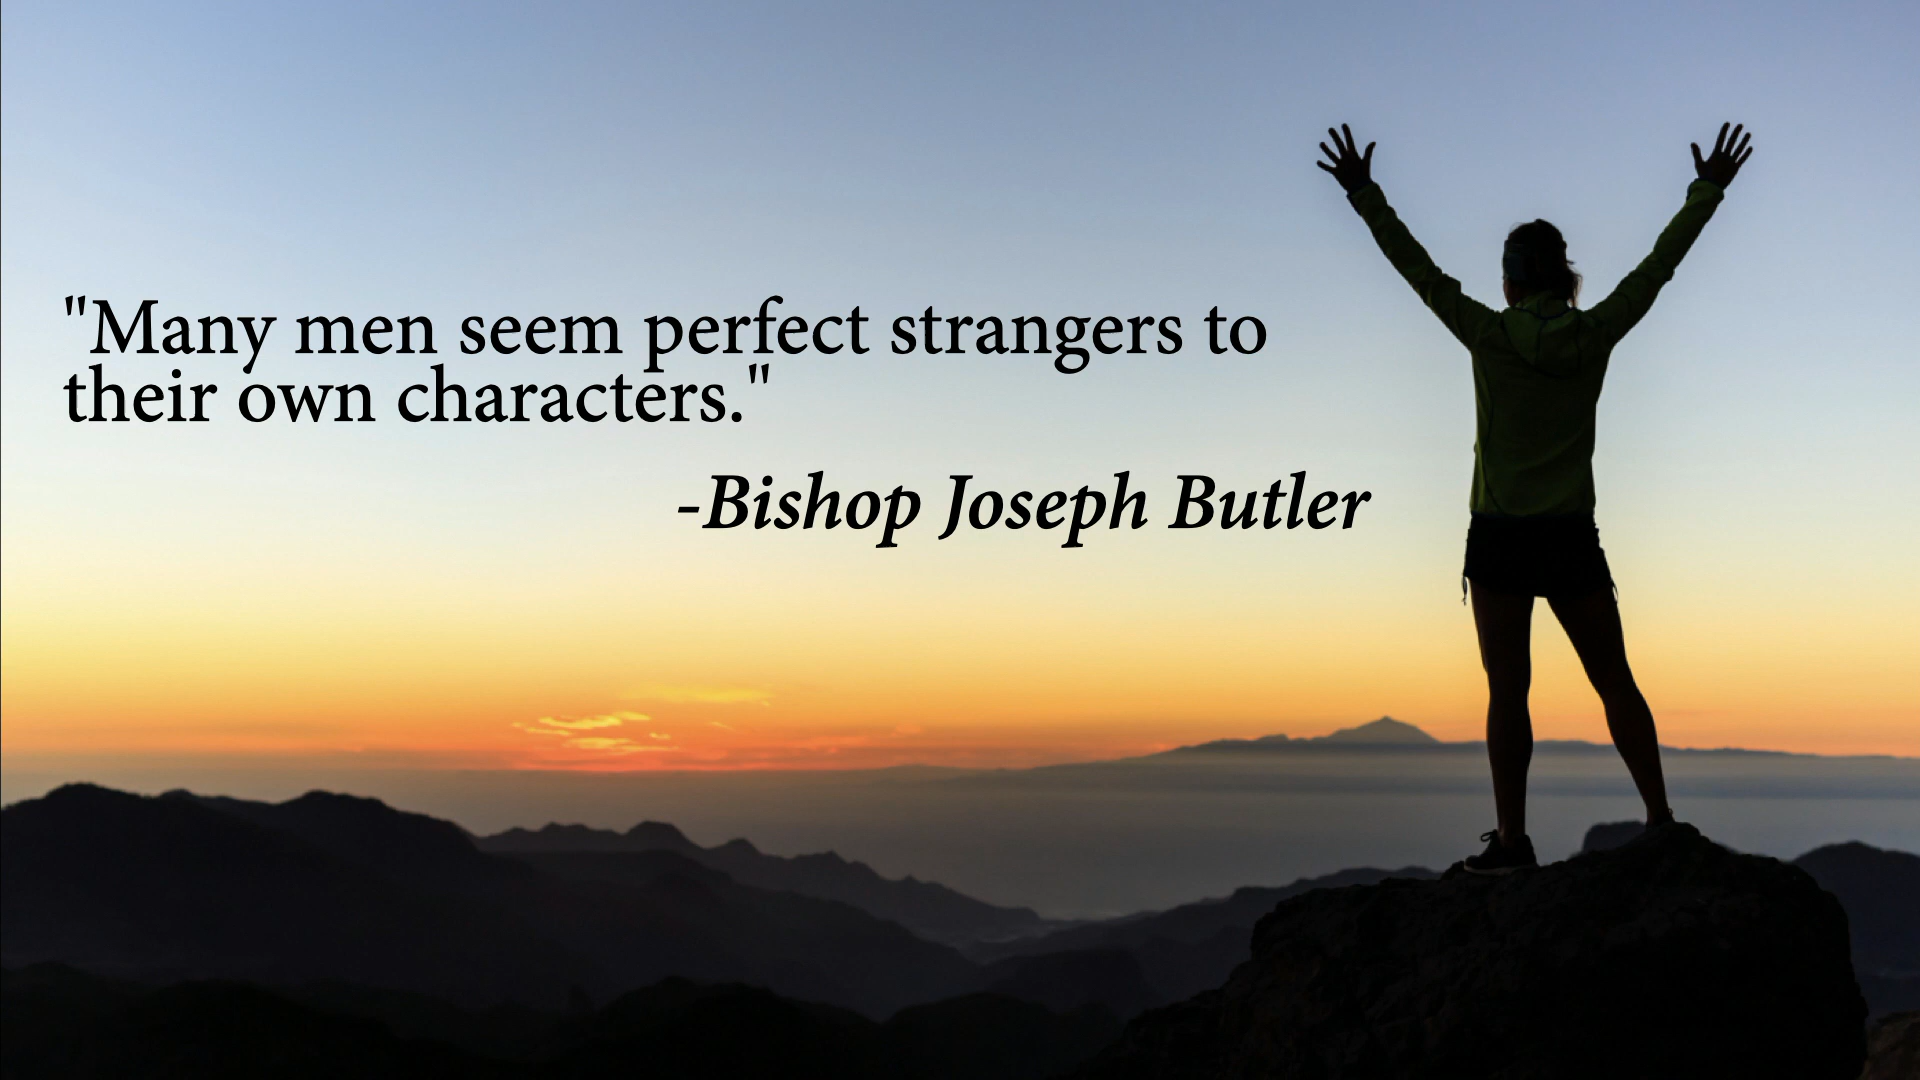 "Many men seem perfect strangers to
their own characters."
-Bishop Joseph Butler